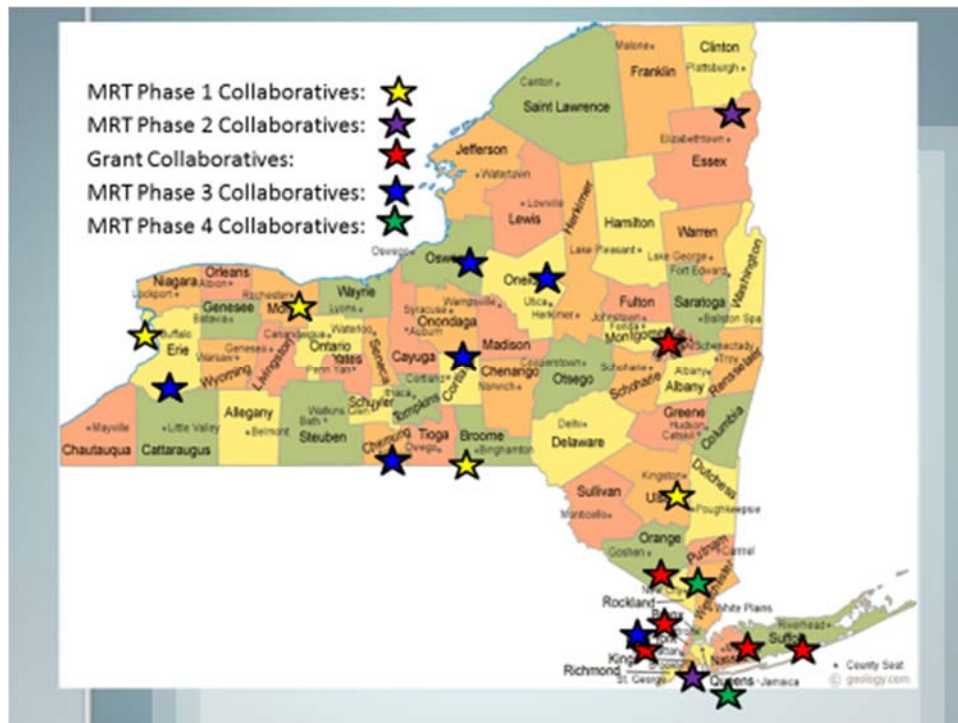 MRT Phase 1 Collaboratives:
MRT Phase 2 Collaboratives:
Grant Collaboratives:
MRT Phase 3 Collaboratives:
MRT Phase 4 Collaboratives:
Clinton
Malone
Franklin
Plattsburgh
Canton
Saint Lawrence
Elizabethtown
Essex
Jefferson
Watertown
Lowville
Lewis
Herkimer
Hamilton
Warren
Washington
Lake Pleasant
Lake George
Fort Edward
Oswego
Niagara
Orleans
Lockport
Albion
Rochester
Wayne
Lyons
Genesee
Batavia
Utica
Herkimer
Wampsville
Syracuse
Onondaga
Auburn
Fulton
Johnstown
Saratoga
Ballston Spa
Fonda
Schenectady
Troy
Buffalo
Erie
Warsaw
Wyoming
Geneseo
Livingston
Canandaigua
Ontario
Waterloo
Yates
Penn Yan
Seneca
Cayuga
Madison
Cortland
Chenango
Norwich
Cooperstown
Otsego
Schoharie
Schoharie
Albany
Albany
Rensselaer
Ithaca
Schuyler
Tompkins
Watkins Glen
Chautauqua
Mayville
Cattaraugus
Little Valley
Allegany
Belmont
Steuben
Bath
Chemung
Tioga
Owego
Broome
Binghamton
Delaware
Delhi
Greene
Hudson
Catskill
Columbia
Kingston
Dutchess
Poughkeepsie
Sullivan
Monticello
Orange
Goshen
Putnam
Carmel
Rockland
Westchester
White Plains
Riverhead
Richmond
St. George
Queens
Jamaica
County Seat
© geology.com